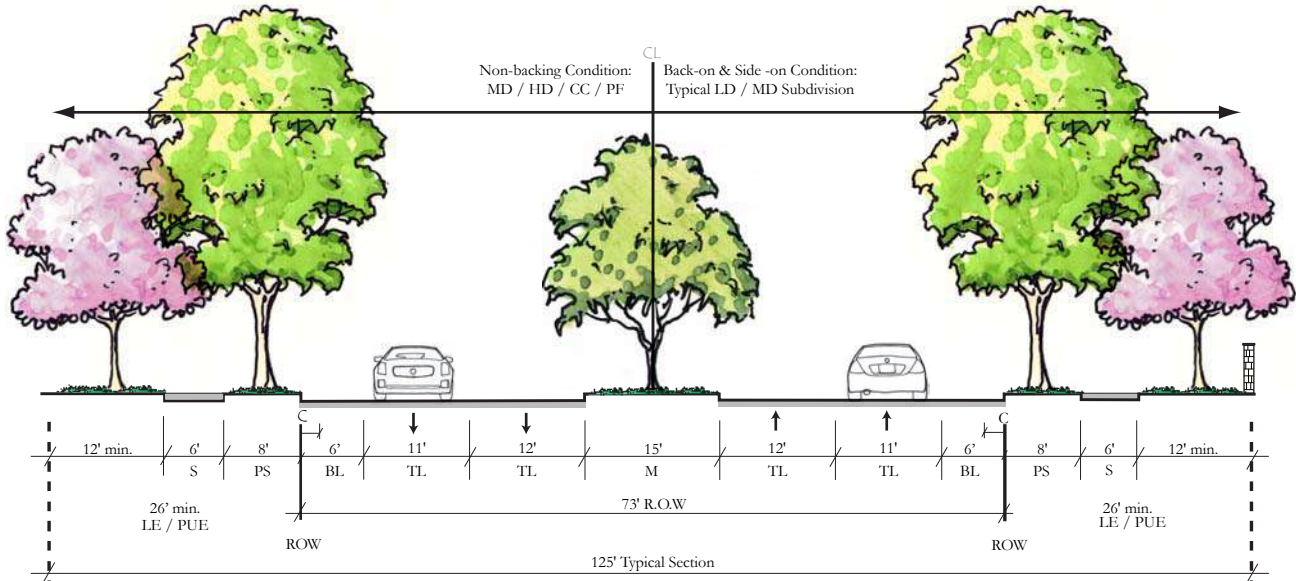 CL
Non-backing Condition:
MD / HD / CC / PF
Back-on & Side -on Condition:
Typical LD / MD Subdivision
C
C
12' min.
6'
8'
6'
11'
12'
15'
12'
11'
6'
8'
6'
12' min.
S
PS
BL
TL
TL
M
TL
TL
BL
PS
S
26' min.
LE / PUE
73' R.O.W
26' min.
LE / PUE
ROW
ROW
125' Typical Section